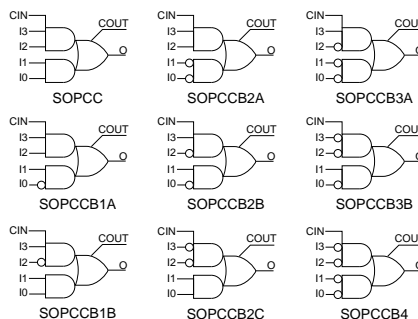 CIN
I3
I2
I1
I0
COUT
O
SOPCC
CIN
I3
I2
I1
I0
COUT
O
SOPCCB2A
CIN
I3
I2
I1
I0
COUT
O
SOPCCB3A
CIN
I3
I2
I1
I0
COUT
O
SOPCCB1A
CIN
I3
I2
I1
I0
COUT
O
SOPCCB2B
CIN
I3
I2
I1
I0
COUT
O
SOPCCB3B
CIN
I3
I2
I1
I0
COUT
O
SOPCCB1B
CIN
I3
I2
I1
I0
COUT
O
SOPCCB2C
CIN
I3
I2
I1
I0
COUT
O
SOPCCB4